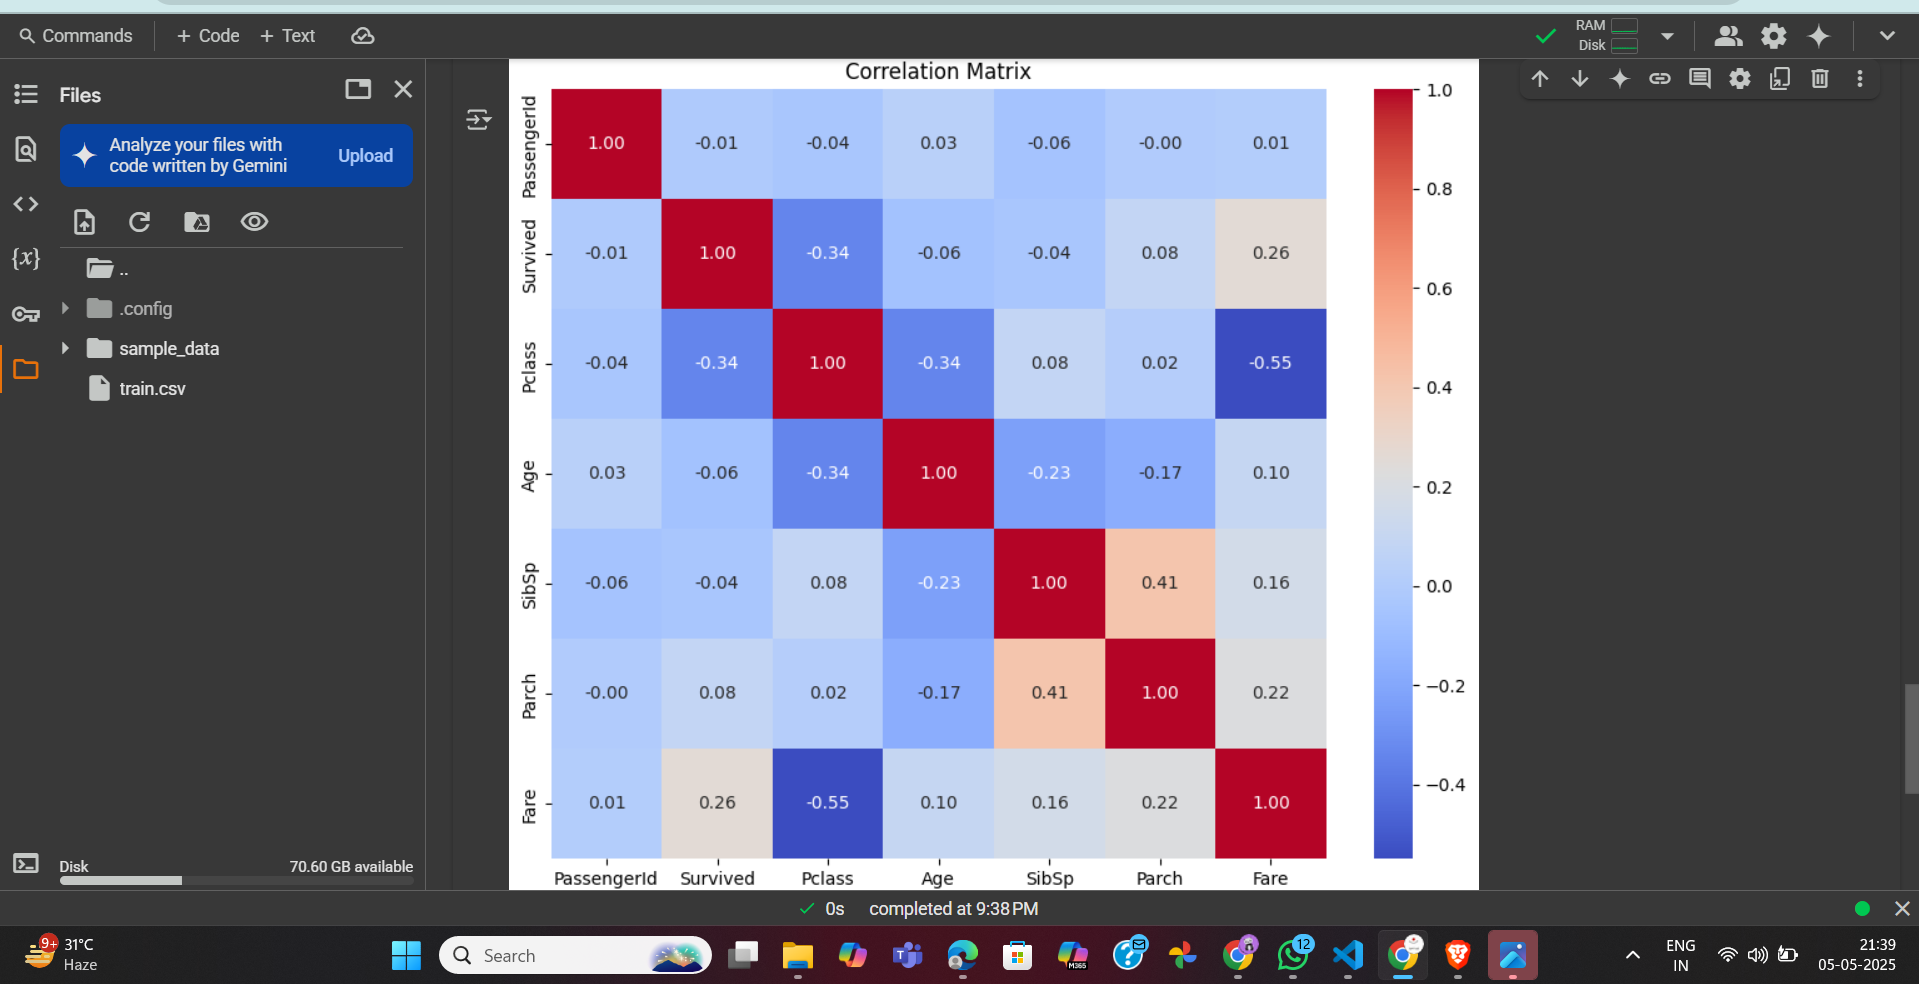 Commands + Code + Text
RAM
Disk
Files
Analyze your files with
code written by Gemini
Upload
..
.config
sample_data
train.csv
Disk 70.60 GB available
Correlation Matrix
PassengerId 1.00 -0.01 -0.04 0.03 -0.06 -0.00 0.01
Survived -0.01 1.00 -0.34 -0.06 -0.04 0.08 0.26
Pclass -0.04 -0.34 1.00 -0.34 0.08 0.02 -0.55
Age 0.03 -0.06 -0.34 1.00 -0.23 -0.17 0.10
SibSp -0.06 -0.04 0.08 -0.23 1.00 0.41 0.16
Parch -0.00 0.08 0.02 -0.17 0.41 1.00 0.22
Fare 0.01 0.26 -0.55 0.10 0.16 0.22 1.00
PassengerId Survived Pclass Age SibSp Parch Fare
1.0
0.8
0.6
0.4
0.2
0.0
−0.2
−0.4
0s completed at 9:38 PM
9+ 31°C
Haze
Search
M365
12
ENG
IN
21:39
05-05-2025